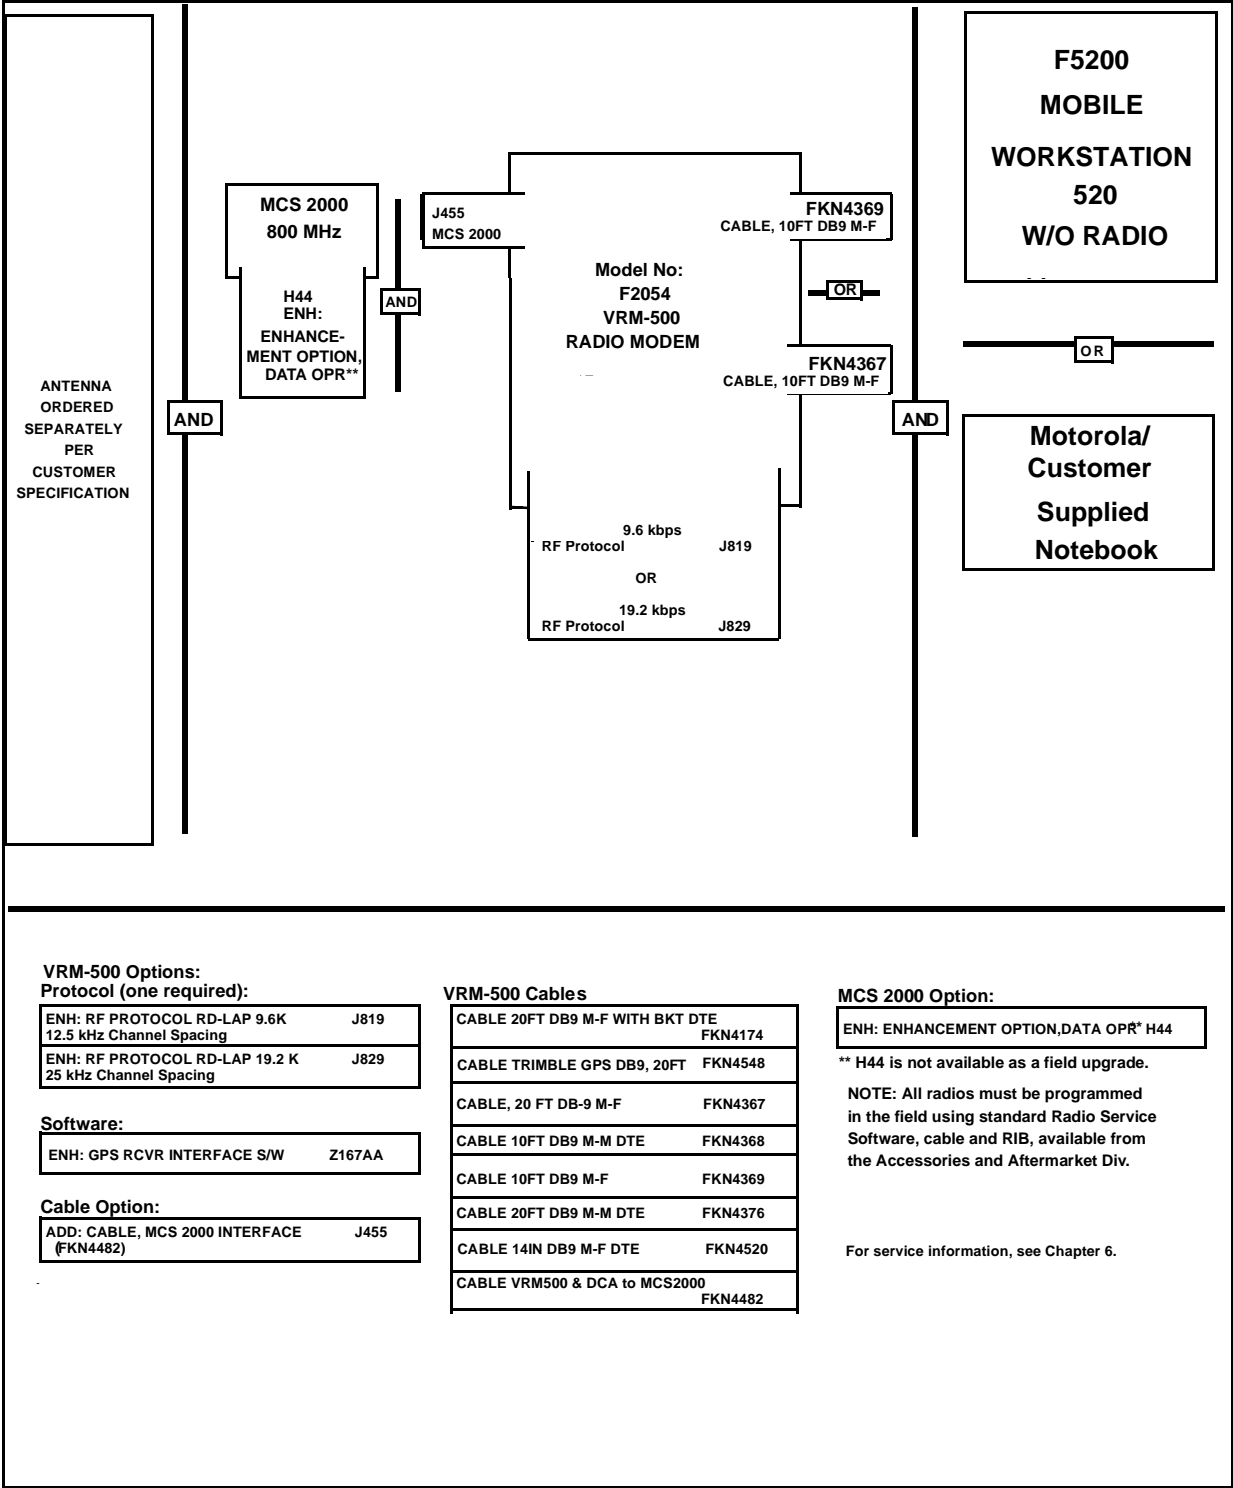 ANTENNA
ORDERED
SEPARATELY
PER
CUSTOMER
SPECIFICATION
AND
MCS 2000
800 MHz
H44
ENH:
ENHANCE-
MENT OPTION,
DATA OPR**
AND
J455
MCS 2000
Model No:
F2054
VRM-500
RADIO MODEM
FKN4369
CABLE, 10FT DB9 M-F
OR
FKN4367
CABLE, 10FT DB9 M-F
9.6 kbps
RF Protocol J819
OR
19.2 kbps
RF Protocol J829
AND
F5200
MOBILE
WORKSTATION
520
W/O RADIO
OR
Motorola/
Customer
Supplied
Notebook
VRM-500 Options:
Protocol (one required):
ENH: RF PROTOCOL RD-LAP 9.6K J819
12.5 kHz Channel Spacing
ENH: RF PROTOCOL RD-LAP 19.2 K J829
25 kHz Channel Spacing
Software:
ENH: GPS RCVR INTERFACE S/W Z167AA
Cable Option:
ADD: CABLE, MCS 2000 INTERFACE J455
(FKN4482)
VRM-500 Cables
CABLE 20FT DB9 M-F WITH BKT DTE
FKN4174
CABLE TRIMBLE GPS DB9, 20FT FKN4548
CABLE, 20 FT DB-9 M-F FKN4367
CABLE 10FT DB9 M-M DTE FKN4368
CABLE 10FT DB9 M-F FKN4369
CABLE 20FT DB9 M-M DTE FKN4376
CABLE 14IN DB9 M-F DTE FKN4520
CABLE VRM500 & DCA to MCS2000
FKN4482
MCS 2000 Option:
ENH: ENHANCEMENT OPTION,DATA OPR** H44
** H44 is not available as a field upgrade.
NOTE: All radios must be programmed
in the field using standard Radio Service
Software, cable and RIB, available from
the Accessories and Aftermarket Div.
For service information, see Chapter 6.